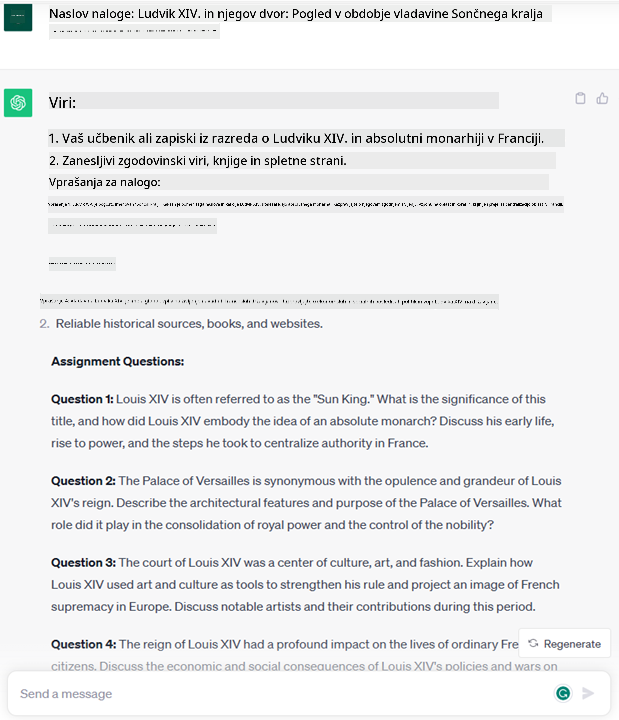 Naslov naloge: Ludvik XIV. in njegov dvor: Pogled v obdobje vladavine Sončnega kralja
Viri:
1. Vaš učbenik ali zapiski iz razreda o Ludviku XIV. in absolutni monarhiji v Franciji.
2. Zanesljivi zgodovinski viri, knjige in spletne strani.
Vprašanja za nalogo:
2. Reliable historical sources, books, and websites.
Assignment Questions:
Question 1: Louis XIV is often referred to as the "Sun King." What is the significance of this
title, and how did Louis XIV embody the idea of an absolute monarch? Discuss his early life,
rise to power, and the steps he took to centralize authority in France.
Question 2: The Palace of Versailles is synonymous with the opulence and grandeur of Louis
XIV's reign. Describe the architectural features and purpose of the Palace of Versailles. What
role did it play in the consolidation of royal power and the control of the nobility?
Question 3: The court of Louis XIV was a center of culture, art, and fashion. Explain how
Louis XIV used art and culture as tools to strengthen his rule and project an image of French
supremacy in Europe. Discuss notable artists and their contributions during this period.
Question 4: The reign of Louis XIV had a profound impact on the lives of ordinary Fre
Regenerate
citizens. Discuss the economic and social consequences of Louis XIV's policies and wars on
Send a message